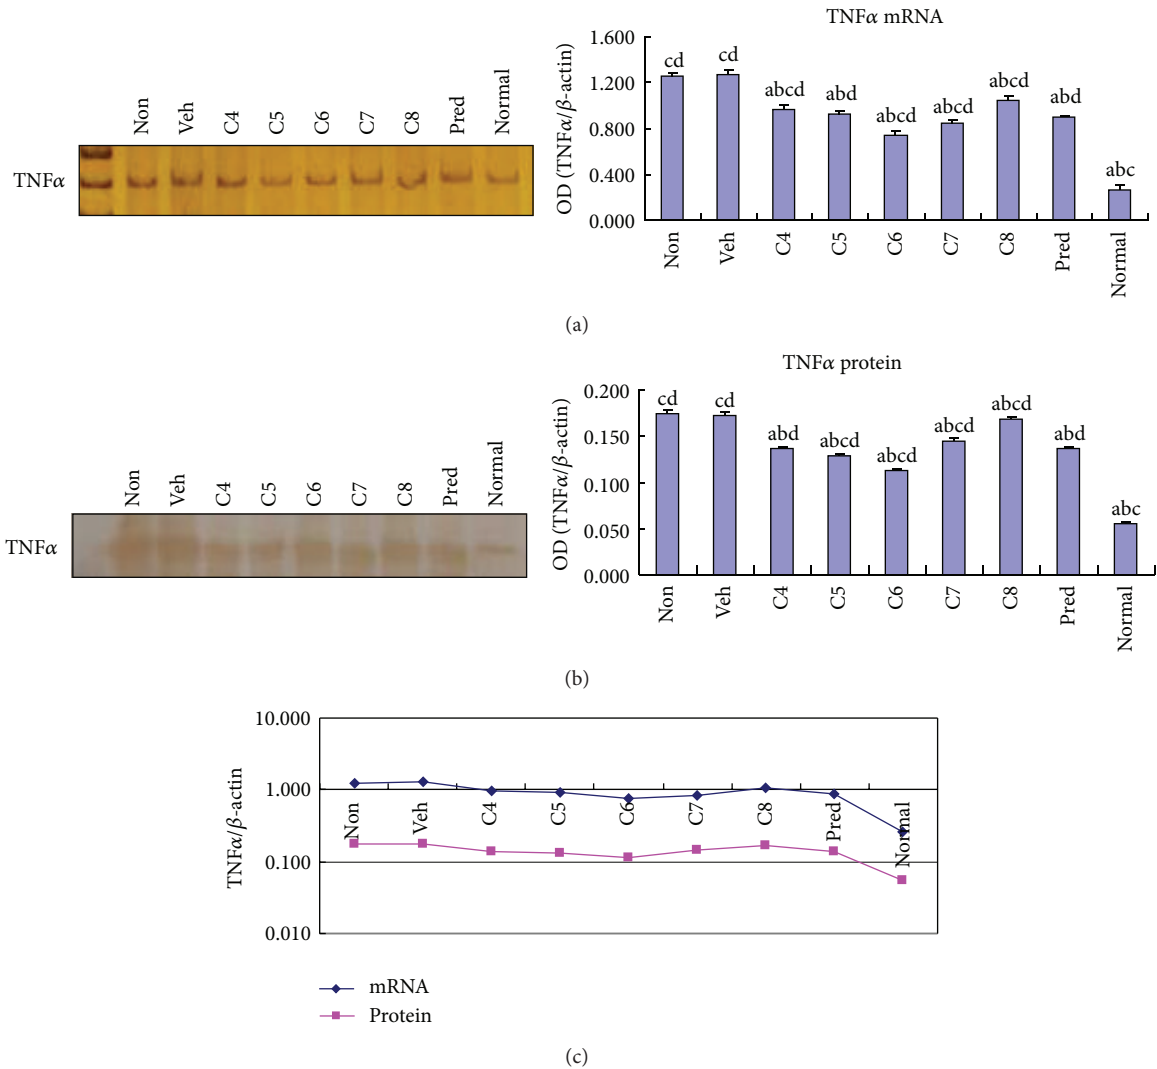 Non Veh C4 C5 C6 C7 C8 Pred Normal
TNFα
TNFα mRNA
OD (TNFα/β-actin)
1.600
1.200
0.800
0.400
0.000
cd cd abcd abd abcd abcd abcd abd abc
Non Veh C4 C5 C6 C7 C8 Pred Normal
(a)
Non Veh C4 C5 C6 C7 C8 Pred Normal
TNFα
TNFα protein
OD (TNFα/β-actin)
0.200
0.150
0.100
0.050
0.000
cd cd abd abcd abcd abcd abcd abd abc
Non Veh C4 C5 C6 C7 C8 Pred Normal
(b)
TNFα/β-actin
10.000
1.000
0.100
0.010
Non Veh C4 C5 C6 C7 C8 Pred Normal
mRNA
Protein
(c)